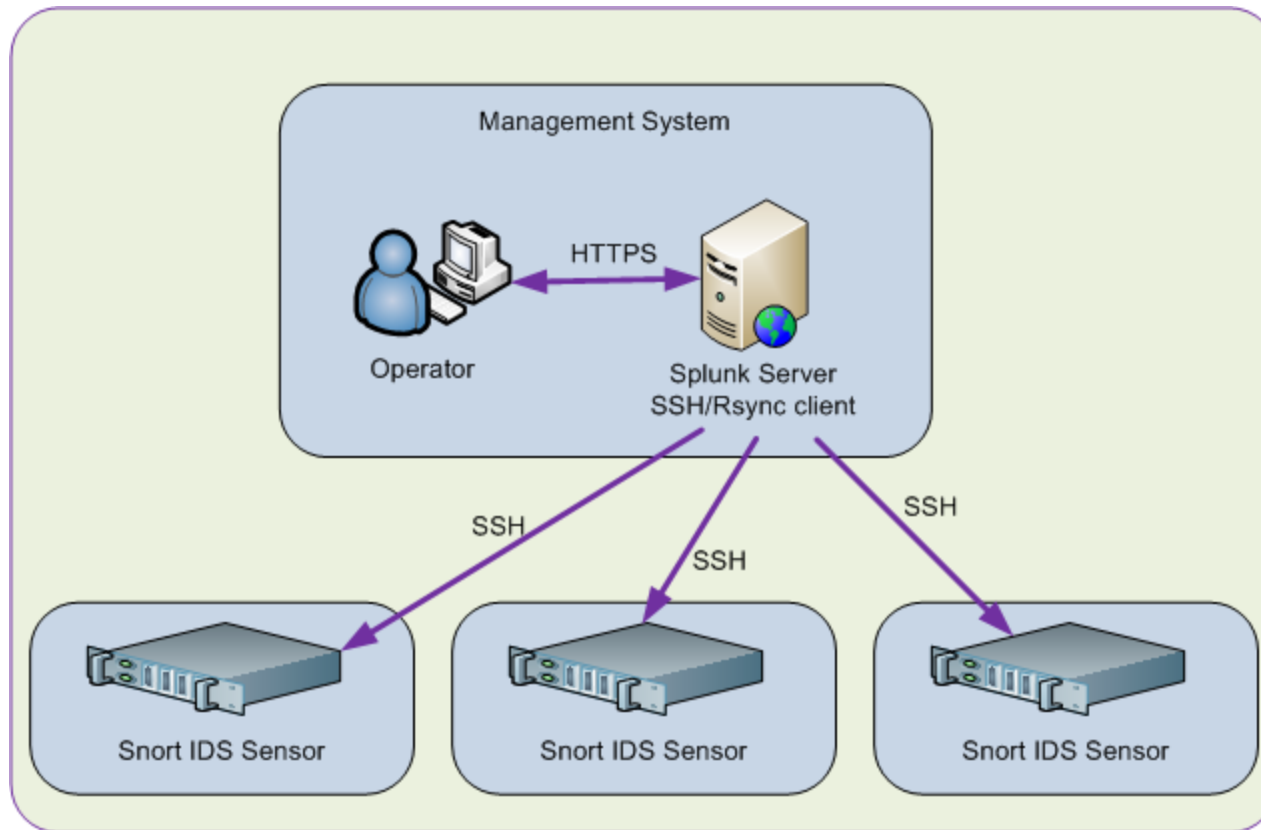 Management System
HTTPS
Operator
Splunk Server
SSH/Rsync client
SSH
SSH
SSH
Snort IDS Sensor
Snort IDS Sensor
Snort IDS Sensor